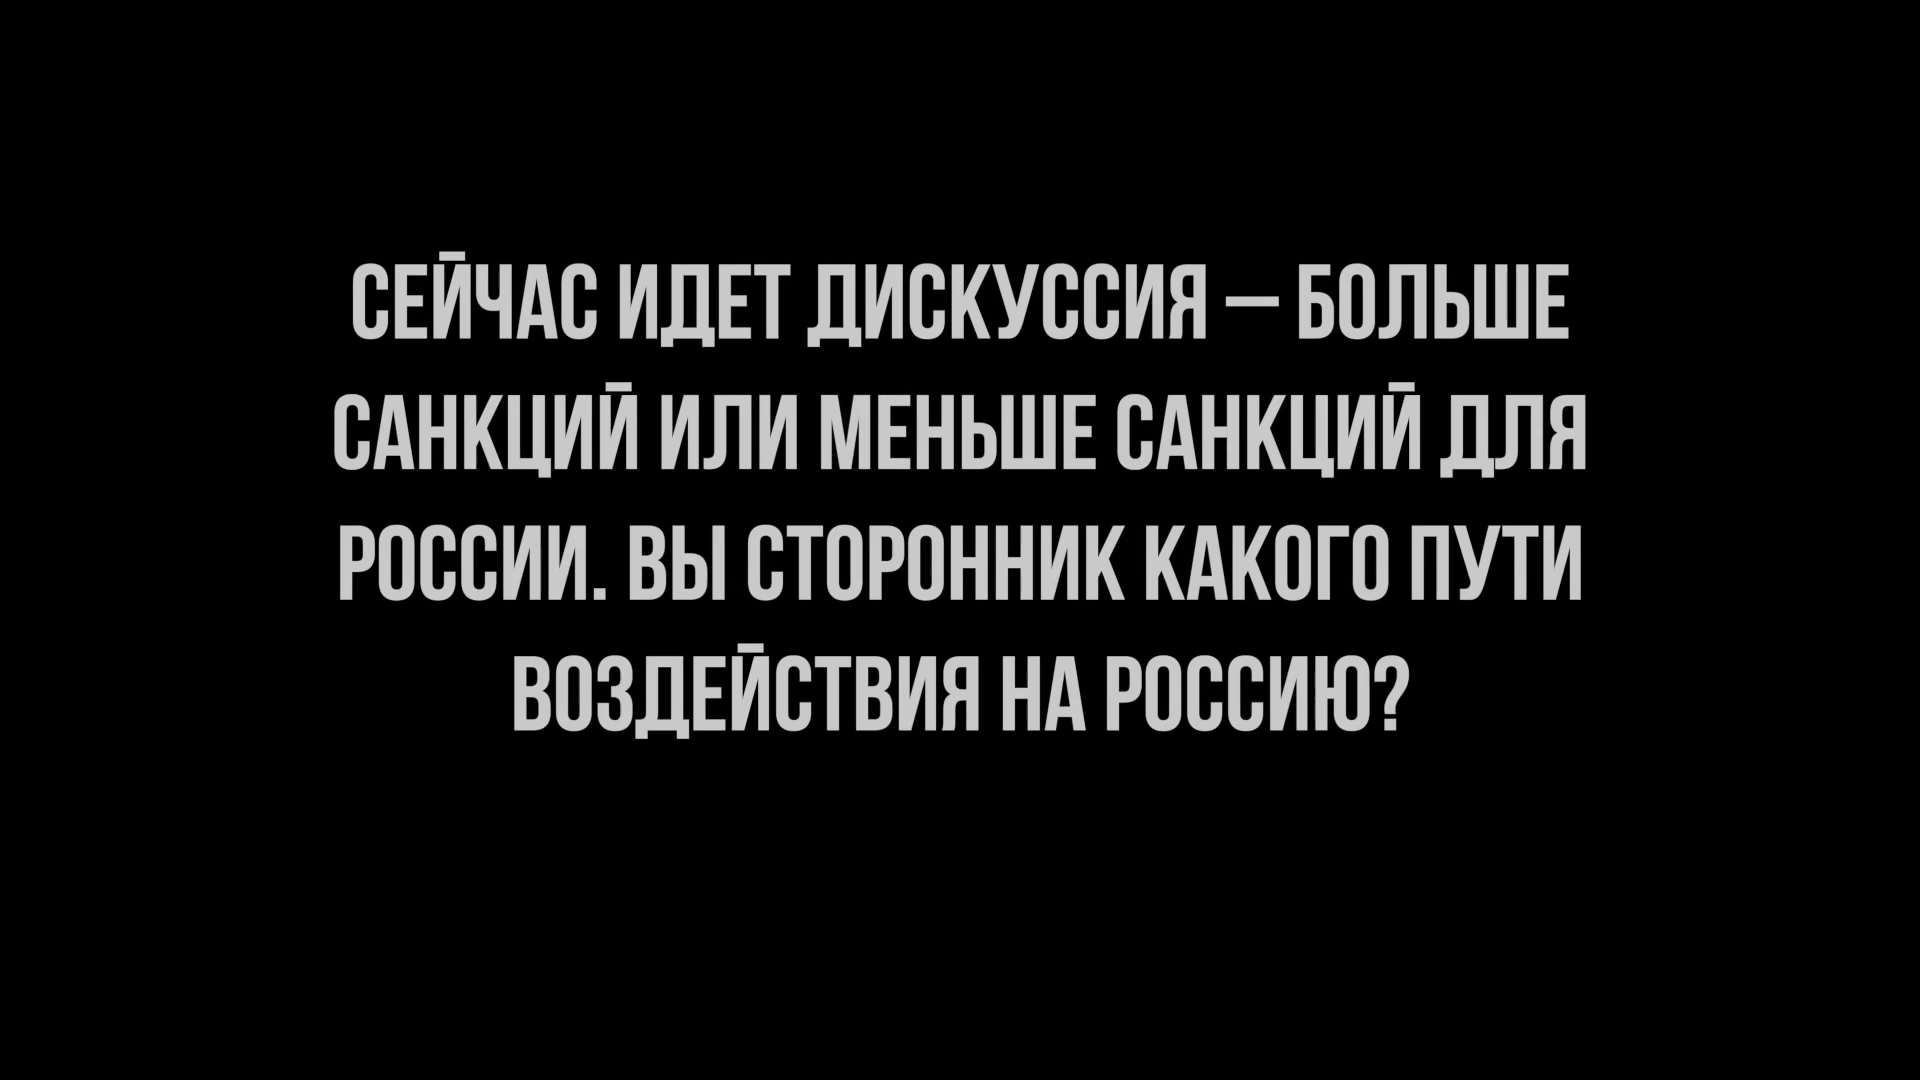 СЕЙЧАС ИДЕТ ДИСКУССИЯ – БОЛЬШЕ
САНКЦИЙ ИЛИ МЕНЬШЕ САНКЦИЙ ДЛЯ
РОССИИ. ВЫ СТОРОННИК КАКОГО ПУТИ
ВОЗДЕЙСТВИЯ НА РОССИЮ?